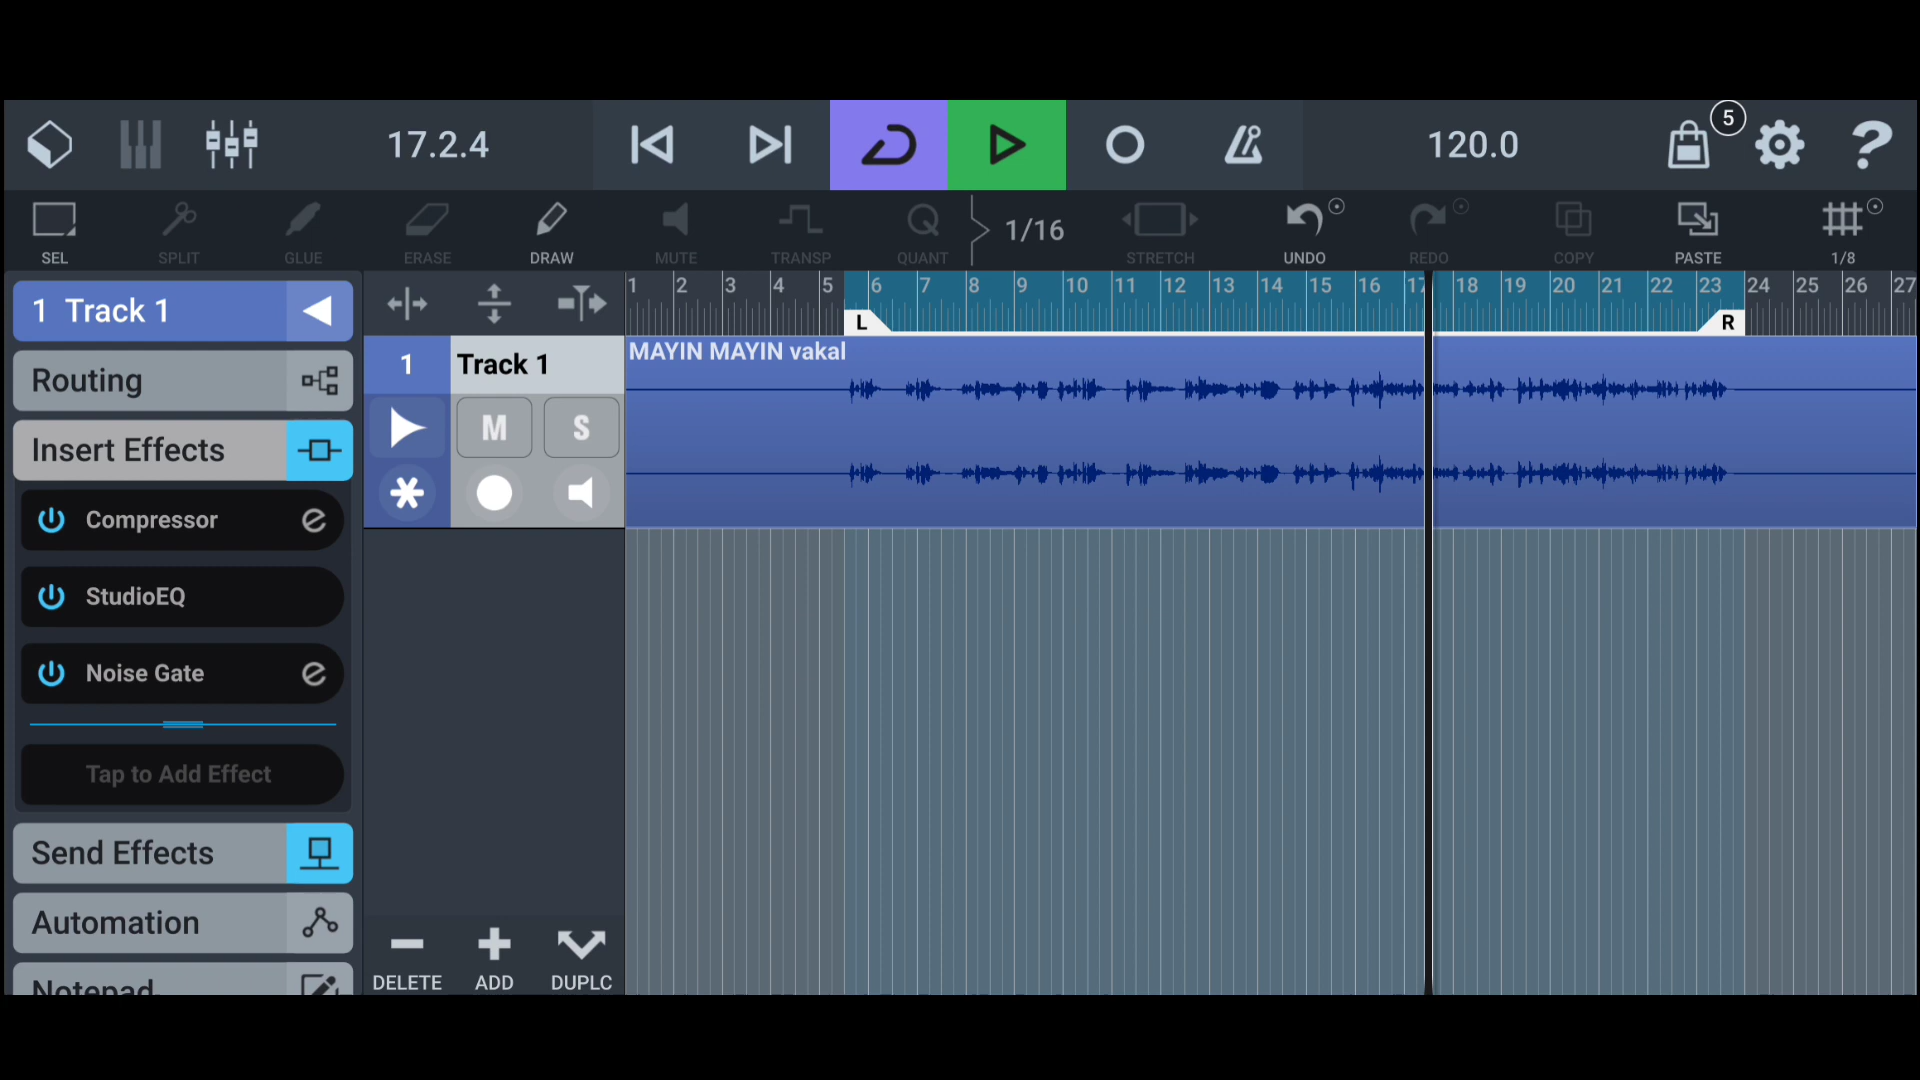 17.2.4
120.0
5
SEL
SPLIT
GLUE
ERASE
DRAW
MUTE
TRANSP
Q
QUANT
1/16
STRETCH
UNDO
REDO
COPY
PASTE
1/8
1 Track 1
Routing
Insert Effects
Compressor
StudioEQ
Noise Gate
Tap to Add Effect
Send Effects
Automation
Notepad
1 2 3 4 5 6 7 8 9 10 11 12 13 14 15 16 17 18 19 20 21 22 23 24 25 26 27
L R
1 Track 1
M S
MAYIN MAYIN vakal
DELETE
ADD
DUPLC